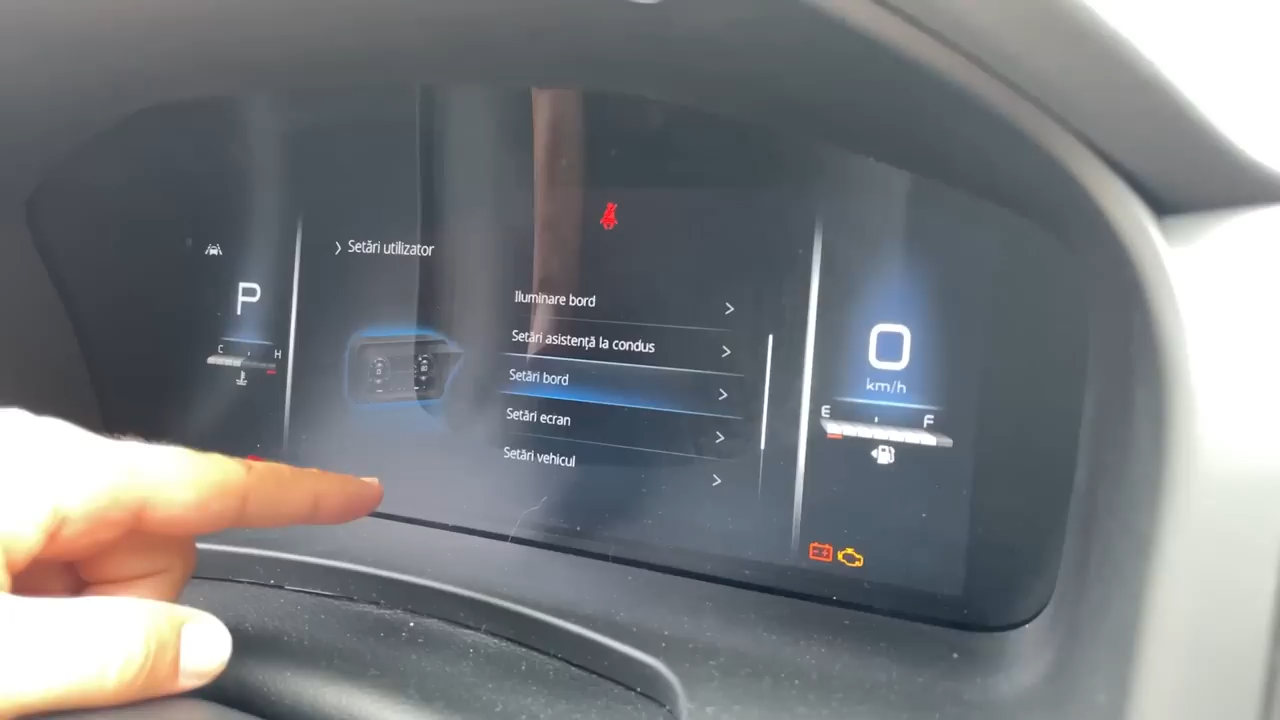 Setări utilizator
P
C H
Iluminare bord
Setări asistență la condus
Setări bord
Setări ecran
Setări vehicul
0
km/h
E F